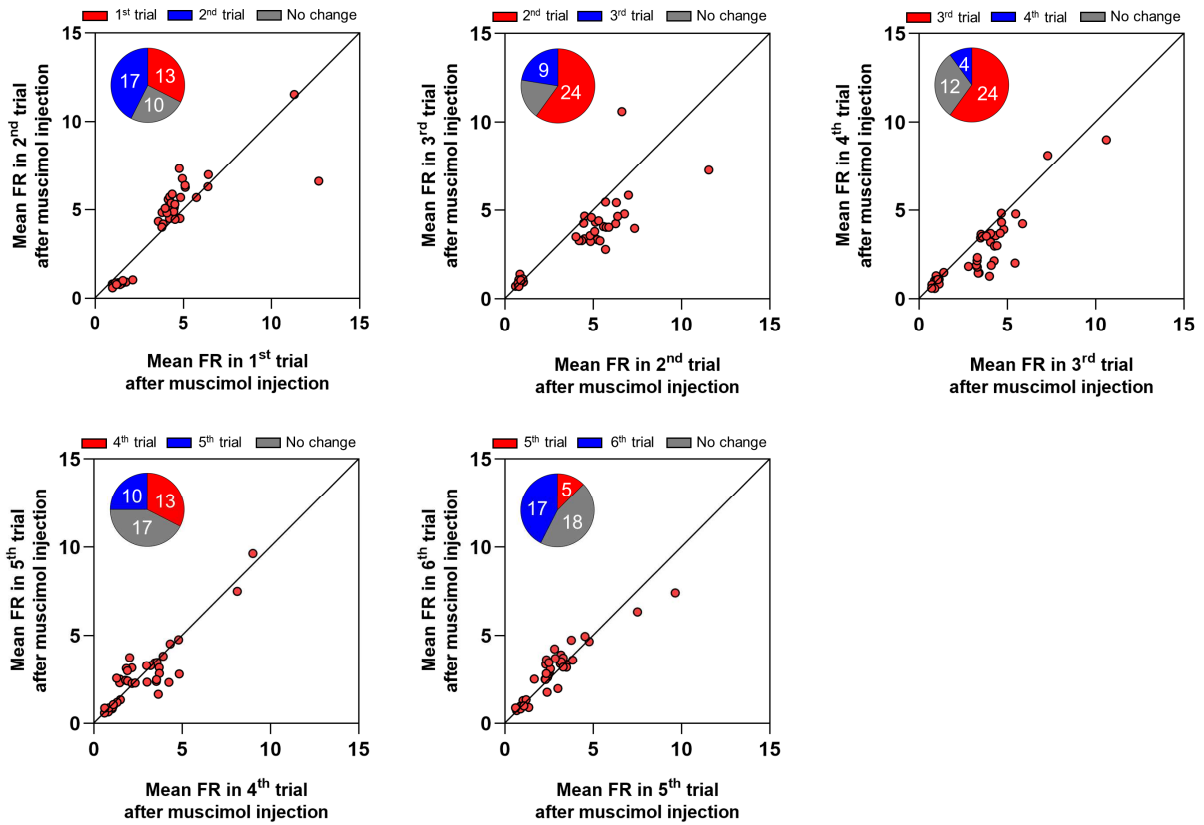 1st trial 2nd trial No change
15
10
5
0
0 5 10 15
17 13
10
Mean FR in 2nd trial
after muscimol injection
Mean FR in 1st trial
after muscimol injection
2nd trial 3rd trial No change
15
10
5
0
0 5 10 15
9
24
Mean FR in 3rd trial
after muscimol injection
Mean FR in 2nd trial
after muscimol injection
3rd trial 4th trial No change
15
10
5
0
0 5 10 15
4
12 24
Mean FR in 4th trial
after muscimol injection
Mean FR in 3rd trial
after muscimol injection
4th trial 5th trial No change
15
10
5
0
0 5 10 15
10 13
17
Mean FR in 5th trial
after muscimol injection
Mean FR in 4th trial
after muscimol injection
5th trial 6th trial No change
15
10
5
0
0 5 10 15
5
17
18
Mean FR in 6th trial
after muscimol injection
Mean FR in 5th trial
after muscimol injection